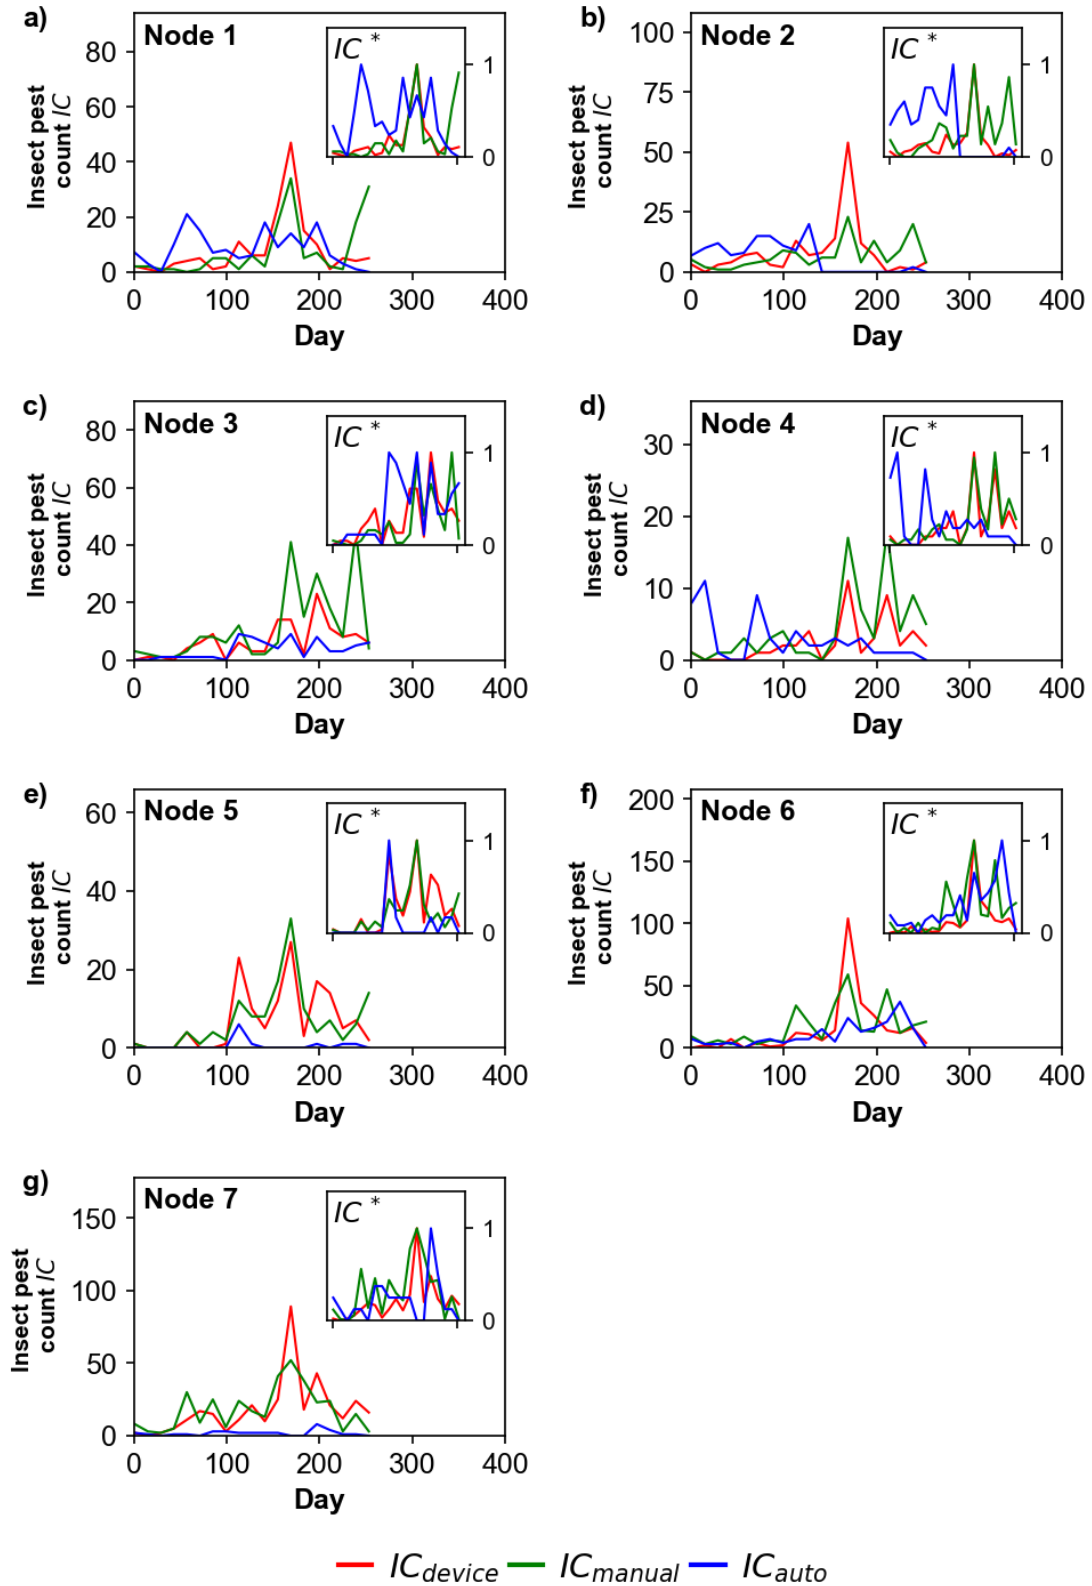 a)
Node 1
IC *
1
0
80
60
40
20
0
Insect pest
count IC
0 100 200 300 400
Day
b)
Node 2
IC *
1
0
100
75
50
25
0
Insect pest
count IC
0 100 200 300 400
Day
c)
Node 3
IC *
1
0
80
60
40
20
0
Insect pest
count IC
0 100 200 300 400
Day
d)
Node 4
IC *
1
0
30
20
10
0
Insect pest
count IC
0 100 200 300 400
Day
e)
Node 5
IC *
1
0
60
40
20
0
Insect pest
count IC
0 100 200 300 400
Day
f)
Node 6
IC *
1
0
200
150
100
50
0
Insect pest
count IC
0 100 200 300 400
Day
g)
Node 7
IC *
1
0
150
100
50
0
Insect pest
count IC
0 100 200 300 400
Day
ICdevice ICmanual ICauto